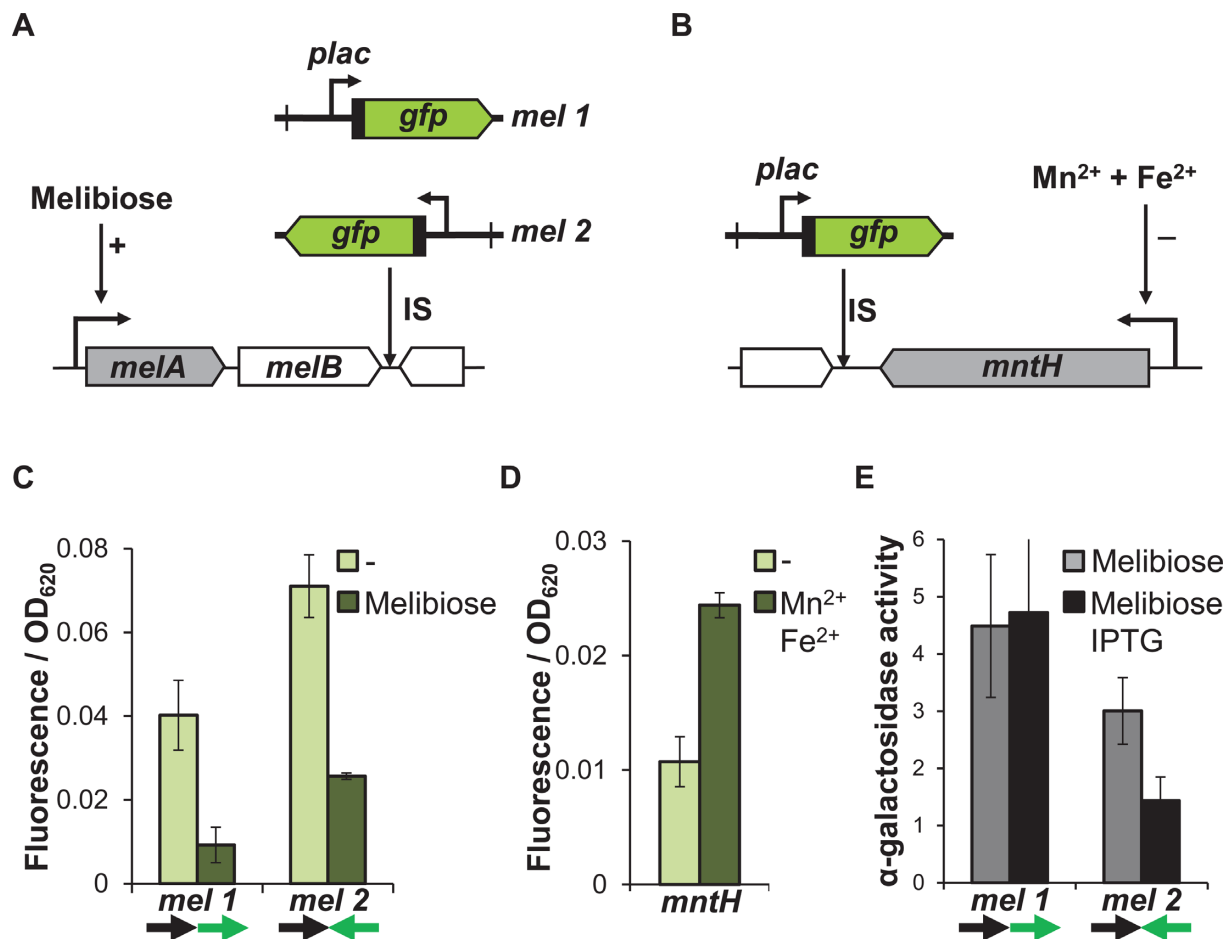 A
plac
gfp
mel 1
Melibiose
+
gfp
mel 2
IS
melA
melB
B
plac
Mn²⁺ + Fe²⁺
gfp
–
IS
mntH
C
Fluorescence / OD₆₂₀
0.08
0.06
0.04
0.02
0
-
Melibiose
mel 1
mel 2
D
Fluorescence / OD₆₂₀
0.03
0.02
0.01
0
-
Mn²⁺
Fe²⁺
mntH
E
α-galactosidase activity
6
5
4
3
2
1
0
Melibiose
Melibiose
IPTG
mel 1
mel 2